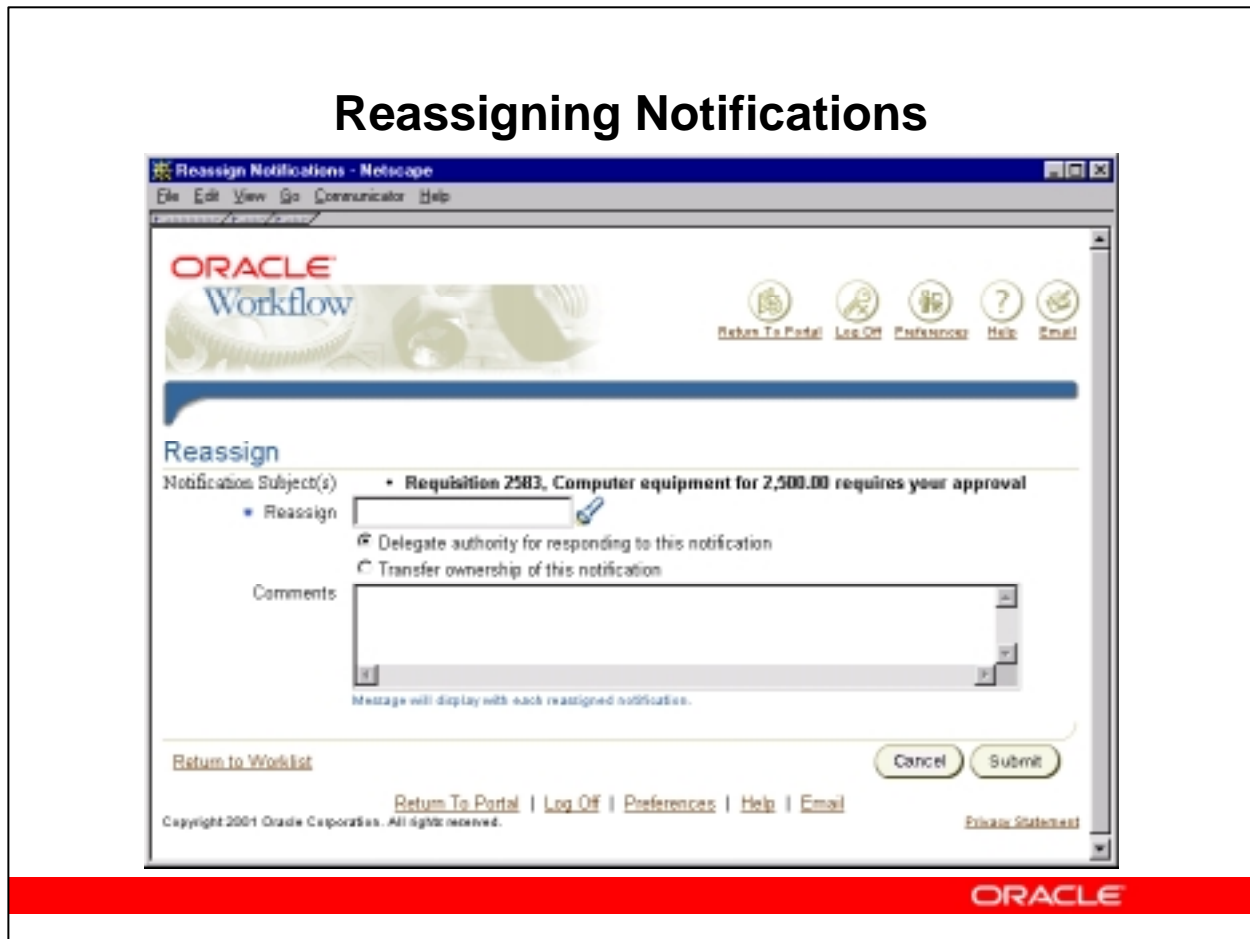 Reassigning Notifications
Reassign Notifications - Netscape
File Edit View Go Communicator Help
ORACLE
Workflow
Return To Portal Log Off Preferences Help Email
Reassign
Notification Subject(s) • Requisition 2583, Computer equipment for 2,500.00 requires your approval
Reassign
Delegate authority for responding to this notification
Transfer ownership of this notification
Comments
Message will display with each reassigned notification.
Return to Worklist Cancel Submit
Return To Portal | Log Off | Preferences | Help | Email
Copyright 2001 Oracle Corporation. All rights reserved. Privacy Statement
ORACLE